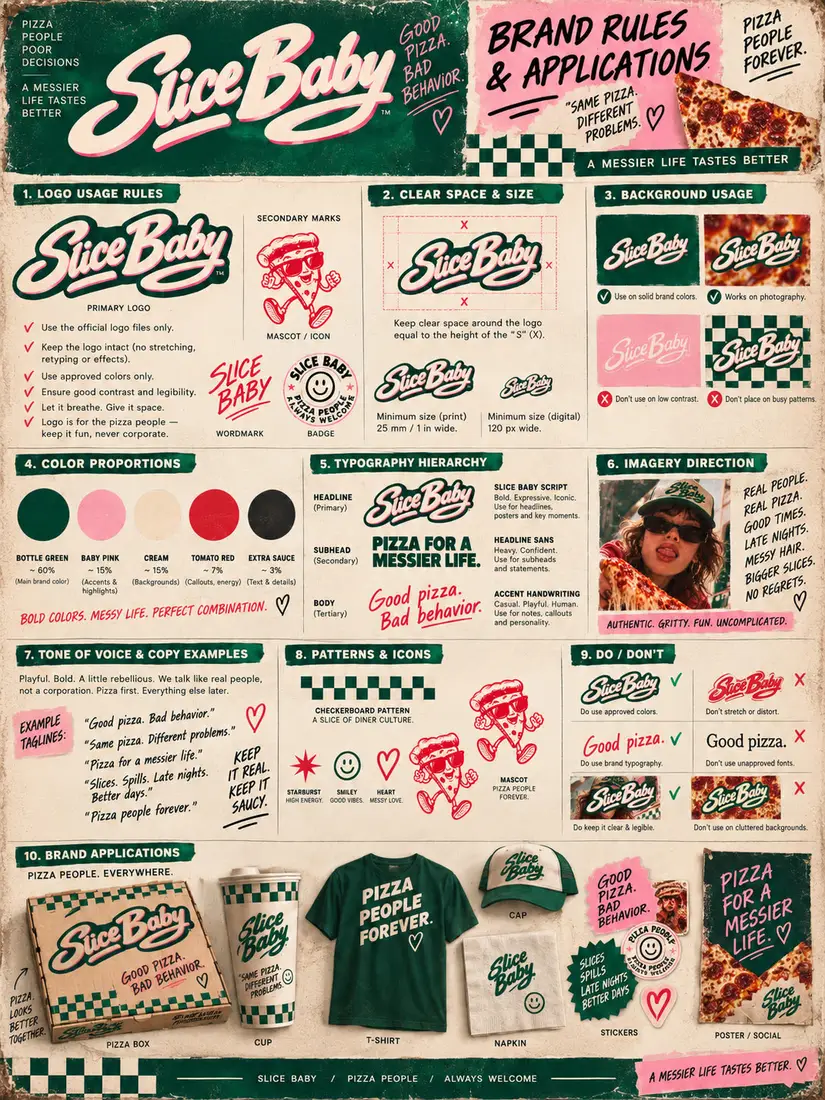 PIZZA
PEOPLE
POOR
DECISIONS
A MESSIER
LIFE TASTES
BETTER
Slice Baby
TM
GOOD
PIZZA.
BAD
BEHAVIOR.
BRAND RULES
& APPLICATIONS
PIZZA
PEOPLE
FOREVER.
"SAME PIZZA.
DIFFERENT
PROBLEMS.
A MESSIER LIFE TASTES BETTER
1. LOGO USAGE RULES
Slice Baby
TM
PRIMARY LOGO
Use the official logo files only.
Keep the logo intact (no stretching,
retyping or effects).
Use approved colors only.
Ensure good contrast and legibility.
Let it breathe. Give it space.
Logo is for the pizza people —
keep it fun, never corporate.
SECONDARY MARKS
MASCOT / ICON
SLICE
BABY
WORDMARK
SLICE BABY
PIZZA PEOPLE
ALWAYS WELCOME
BADGE
2. CLEAR SPACE & SIZE
X
X
Slice Baby
X
X
Keep clear space around the logo
equal to the height of the "S" (X).
Slice Baby
Slice Baby
Minimum size (print)
25 mm / 1 in wide.
Minimum size (digital)
120 px wide.
3. BACKGROUND USAGE
Slice Baby
Slice Baby
Use on solid brand colors.
Works on photography.
Slice Baby
Slice Baby
Don't use on low contrast.
Don't place on busy patterns.
4. COLOR PROPORTIONS
BOTTLE GREEN
~ 60%
(Main brand color)
BABY PINK
~ 15%
(Accents &
highlights)
CREAM
~ 15%
(Backgrounds)
TOMATO RED
~ 7%
(Callouts, energy)
EXTRA SAUCE
~ 3%
(Text & details)
BOLD COLORS. MESSY LIFE. PERFECT COMBINATION.
5. TYPOGRAPHY HIERARCHY
HEADLINE
(Primary)
Slice Baby
SLICE BABY SCRIPT
Bold. Expressive. Iconic.
Use for headlines,
posters and key moments.
SUBHEAD
(Secondary)
PIZZA FOR A
MESSIER LIFE.
HEADLINE SANS
Heavy. Confident.
Use for subheads
and statements.
BODY
(Tertiary)
Good pizza.
Bad behavior.
ACCENT HANDWRITING
Casual. Playful. Human.
Use for notes, callouts
and personality.
6. IMAGERY DIRECTION
Slice Baby
REAL PEOPLE.
REAL PIZZA.
GOOD TIMES.
LATE NIGHTS.
MESSY HAIR.
BIGGER SLICES.
NO REGRETS.
AUTHENTIC. GRITTY. FUN. UNCOMPLICATED.
7. TONE OF VOICE & COPY EXAMPLES
Playful. Bold. A little rebellious. We talk like real people,
not a corporation. Pizza first. Everything else later.
EXAMPLE
TAGLINES:
"Good pizza. Bad behavior."
"Same pizza. Different problems."
"Pizza for a messier life."
"Slices. Spills. Late nights.
Better days."
"Pizza people forever."
KEEP
IT REAL.
KEEP IT
SAUCY.
8. PATTERNS & ICONS
CHECKERBOARD PATTERN
A SLICE OF DINER CULTURE.
STARBURST
HIGH ENERGY.
SMILEY
GOOD VIBES.
HEART
MESSY LOVE.
MASCOT
PIZZA PEOPLE
FOREVER.
9. DO / DON'T
Slice Baby
Slice Baby
Do use approved colors.
Don't stretch or distort.
Good pizza.
Good pizza.
Do use brand typography.
Don't use unapproved fonts.
Slice Baby
Slice Baby
Do keep it clear & legible.
Don't use on cluttered backgrounds.
10. BRAND APPLICATIONS
PIZZA PEOPLE. EVERYWHERE.
Slice Baby
GOOD PIZZA.
BAD BEHAVIOR.
PIZZA.
LOOKS
BETTER
TOGETHER.
PIZZA BOX
Slice
Baby
"SAME PIZZA.
DIFFERENT
PROBLEMS.
CUP
PIZZA
PEOPLE
FOREVER.
T-SHIRT
Slice Baby
CAP
Slice
Baby
NAPKIN
GOOD
PIZZA.
BAD
BEHAVIOR.
PIZZA PEOPLE
ALWAYS WELCOME
SLICES
SPILLS
LATE NIGHTS
BETTER DAYS
STICKERS
PIZZA
FOR A
MESSIER
LIFE.
Slice
Baby
POSTER / SOCIAL
SLICE BABY / PIZZA PEOPLE / ALWAYS WELCOME
A MESSIER LIFE TASTES BETTER.